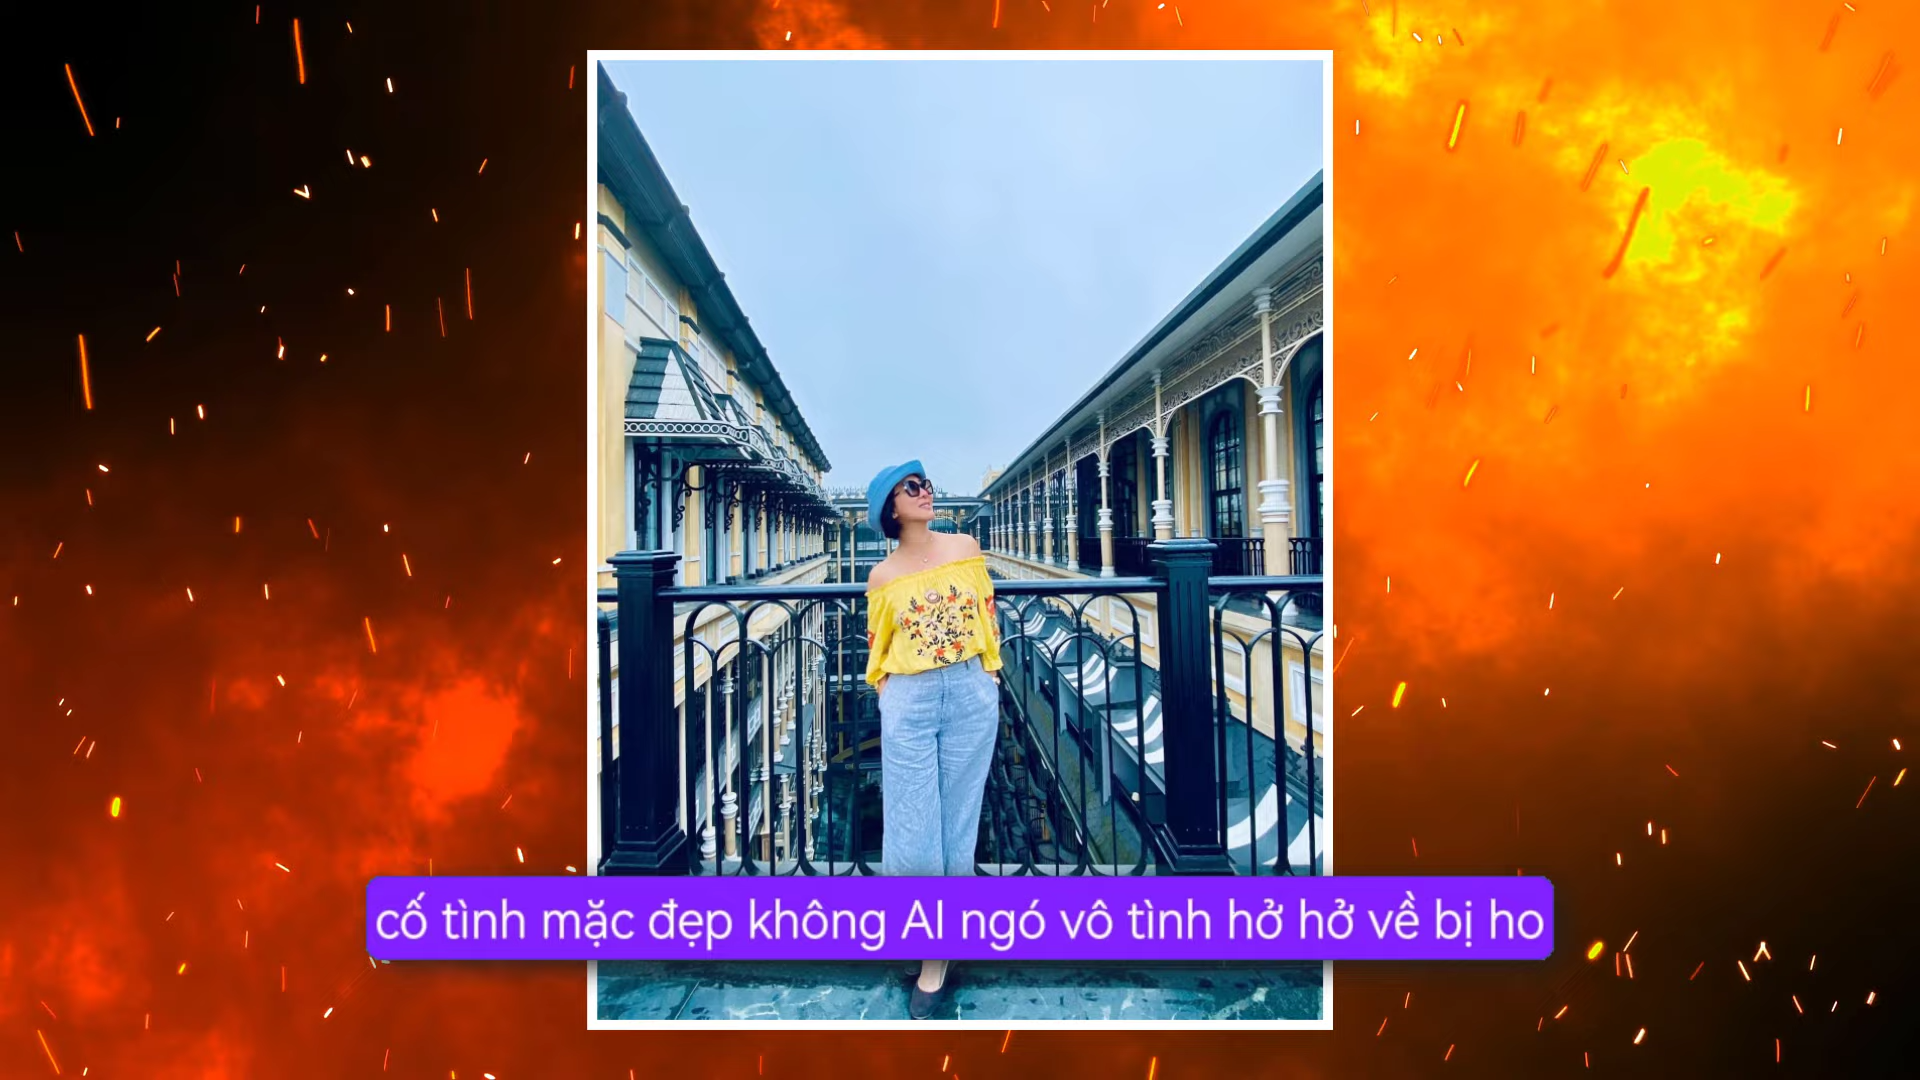 cố tình mặc đẹp không AI ngó vô tình hở hở về bị ho